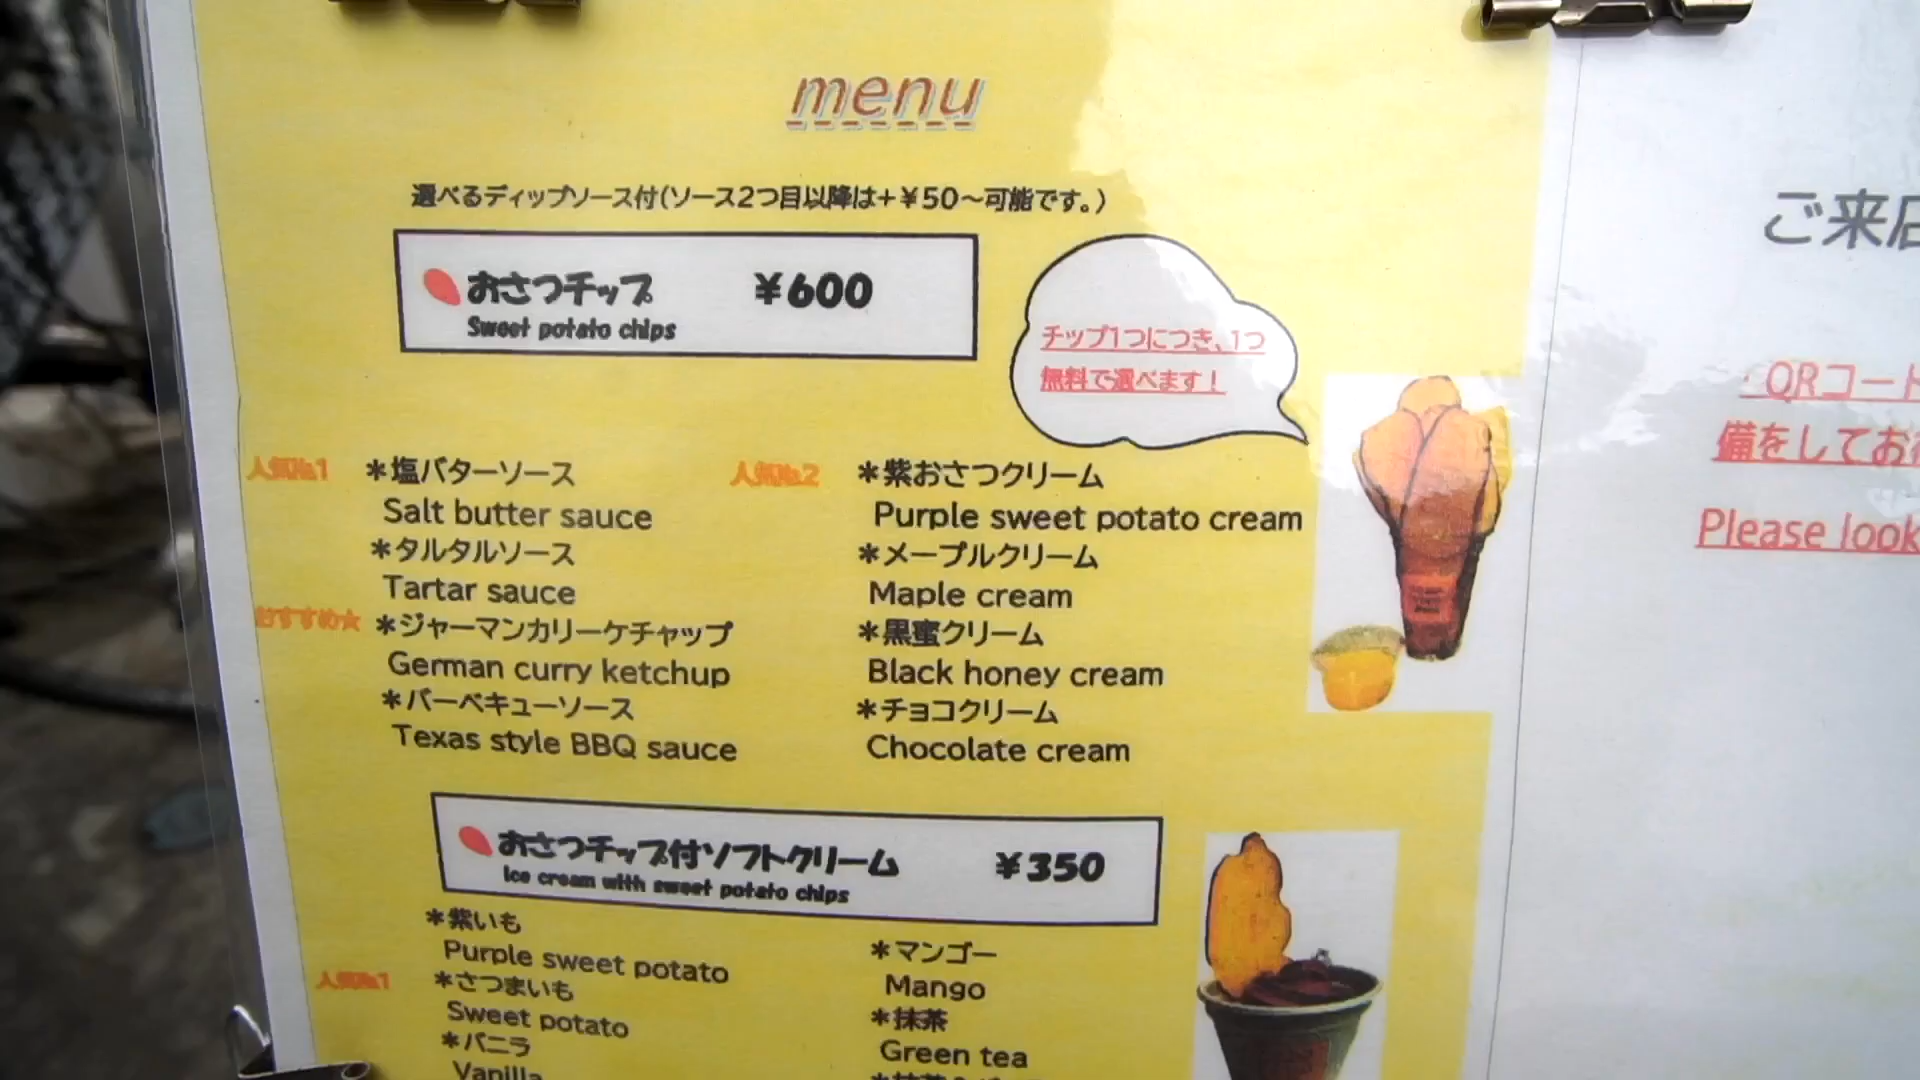 menu
選べるディップソース付(ソース2つ目以降は+¥50~可能です。)
おさつチップ ¥600
Sweet potato chips
チップ1つにつき、1つ
無料で選べます!
人気№1 *塩バターソース
Salt butter sauce
*タルタルソース
Tartar sauce
おすすめ★ *ジャーマンカリーケチャップ
German curry ketchup
*バーベキューソース
Texas style BBQ sauce
人気№2 *紫おさつクリーム
Purple sweet potato cream
*メープルクリーム
Maple cream
*黒蜜クリーム
Black honey cream
*チョコクリーム
Chocolate cream
おさつチップ付ソフトクリーム ¥350
Ice cream with sweet potato chips
*紫いも
Purple sweet potato
人気№1 *さつまいも
Sweet potato
*バニラ
Vanilla
*マンゴー
Mango
*抹茶
Green tea
ご来店
QRコード
備をしてお
Please look